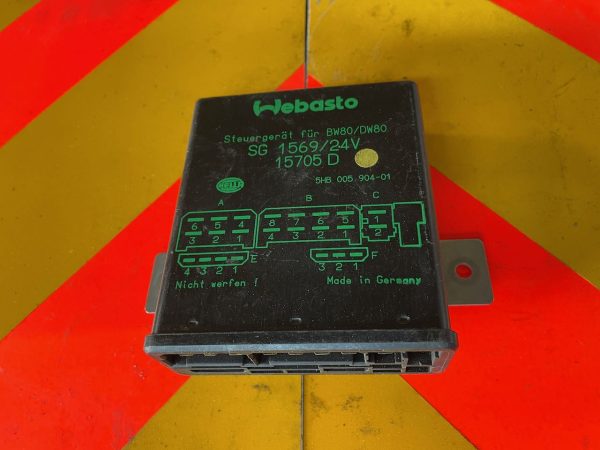 Webasto
Steuergerät für BW80/DW80
SG 1569/24V
15705 D
5HB 005 904-01
HELLA
A B C
6 5 4 8 7 6 5 1
3 2 1 4 3 2 1 2
E F
4 3 2 1 3 2 1
Nicht werfen ! Made in Germany